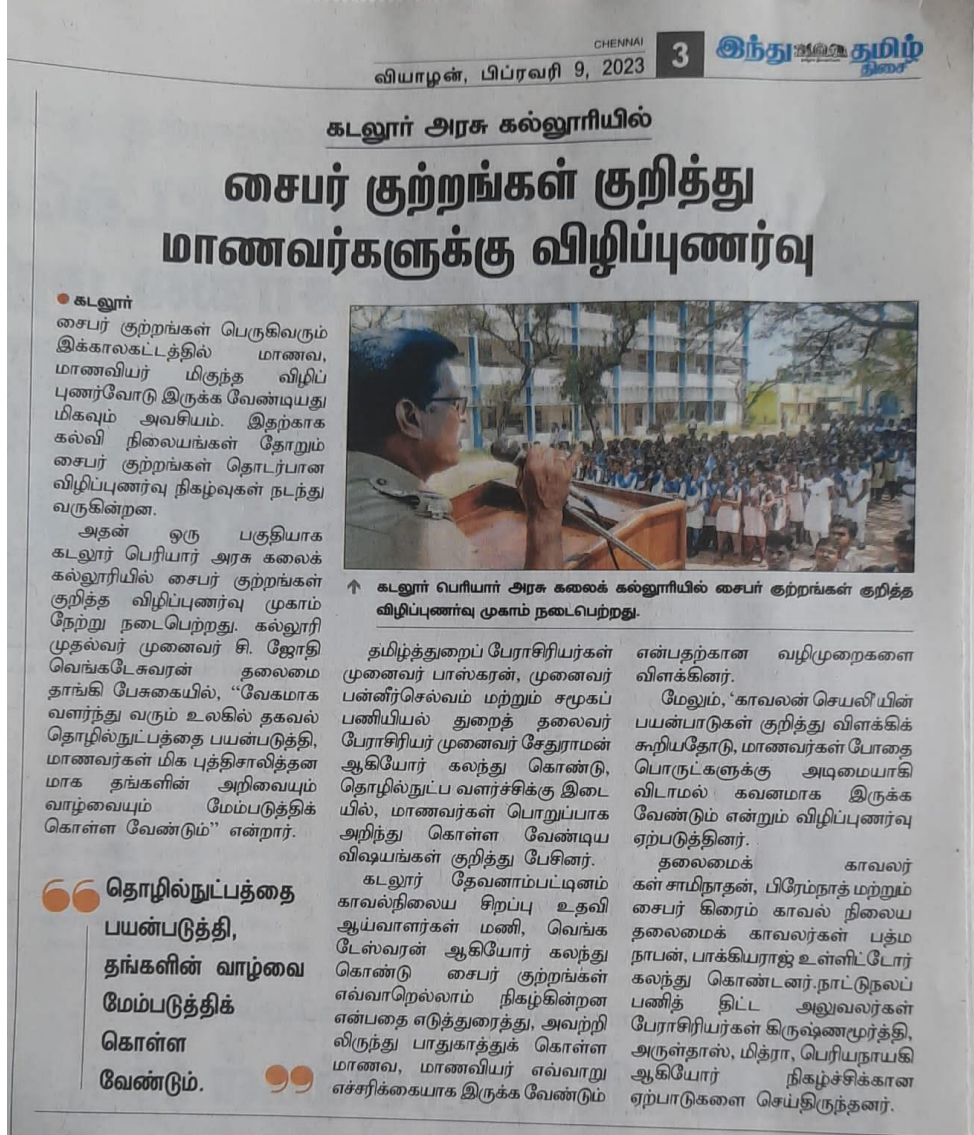 CHENNAI
வியாழன், பிப்ரவரி 9, 2023
3
இந்து தமிழ்
திசை
கடலூர் அரசு கல்லூரியில்
சைபர் குற்றங்கள் குறித்து
மாணவர்களுக்கு விழிப்புணர்வு
● கடலூர்
சைபர் குற்றங்கள் பெருகிவரும்
இக்காலகட்டத்தில் மாணவ,
மாணவியர் மிகுந்த விழிப்
புணர்வோடு இருக்க வேண்டியது
மிகவும் அவசியம். இதற்காக
கல்வி நிலையங்கள் தோறும்
சைபர் குற்றங்கள் தொடர்பான
விழிப்புணர்வு நிகழ்வுகள் நடந்து
வருகின்றன.
அதன் ஒரு பகுதியாக
கடலூர் பெரியார் அரசு கலைக்
கல்லூரியில் சைபர் குற்றங்கள்
குறித்த விழிப்புணர்வு முகாம்
நேற்று நடைபெற்றது. கல்லூரி
முதல்வர் முனைவர் சி. ஜோதி
வெங்கடேசுவரன் தலைமை
தாங்கி பேசுகையில், “வேகமாக
வளர்ந்து வரும் உலகில் தகவல்
தொழில்நுட்பத்தை பயன்படுத்தி,
மாணவர்கள் மிக புத்திசாலித்தன
மாக தங்களின் அறிவையும்
வாழ்வையும் மேம்படுத்திக்
கொள்ள வேண்டும்” என்றார்.
“தொழில்நுட்பத்தை
பயன்படுத்தி,
தங்களின் வாழ்வை
மேம்படுத்திக்
கொள்ள
வேண்டும். ”
↑ கடலூர் பெரியார் அரசு கலைக் கல்லூரியில் சைபர் குற்றங்கள் குறித்த
விழிப்புணர்வு முகாம் நடைபெற்றது.
தமிழ்த்துறைப் பேராசிரியர்கள்
முனைவர் பாஸ்கரன், முனைவர்
பன்னீர்செல்வம் மற்றும் சமூகப்
பணியியல் துறைத் தலைவர்
பேராசிரியர் முனைவர் சேதுராமன்
ஆகியோர் கலந்து கொண்டு,
தொழில்நுட்ப வளர்ச்சிக்கு இடை
யில், மாணவர்கள் பொறுப்பாக
அறிந்து கொள்ள வேண்டிய
விஷயங்கள் குறித்து பேசினர்.
கடலூர் தேவனாம்பட்டினம்
காவல்நிலைய சிறப்பு உதவி
ஆய்வாளர்கள் மணி, வெங்க
டேஸ்வரன் ஆகியோர் கலந்து
கொண்டு சைபர் குற்றங்கள்
எவ்வாறெல்லாம் நிகழ்கின்றன
என்பதை எடுத்துரைத்து, அவற்றி
லிருந்து பாதுகாத்துக் கொள்ள
மாணவ, மாணவியர் எவ்வாறு
எச்சரிக்கையாக இருக்க வேண்டும்
என்பதற்கான வழிமுறைகளை
விளக்கினர்.
மேலும், ‘காவலன் செயலி’யின்
பயன்பாடுகள் குறித்து விளக்கிக்
கூறியதோடு, மாணவர்கள் போதை
பொருட்களுக்கு அடிமையாகி
விடாமல் கவனமாக இருக்க
வேண்டும் என்றும் விழிப்புணர்வு
ஏற்படுத்தினர்.
தலைமைக் காவலர்
கள் சாமிநாதன், பிரேம்நாத் மற்றும்
சைபர் கிரைம் காவல் நிலைய
தலைமைக் காவலர்கள் பத்ம
நாபன், பாக்கியராஜ் உள்ளிட்டோர்
கலந்து கொண்டனர்.நாட்டுநலப்
பணித் திட்ட அலுவலர்கள்
பேராசிரியர்கள் கிருஷ்ணமூர்த்தி,
அருள்தாஸ், மித்ரா, பெரியநாயகி
ஆகியோர் நிகழ்ச்சிக்கான
ஏற்பாடுகளை செய்திருந்தனர்.